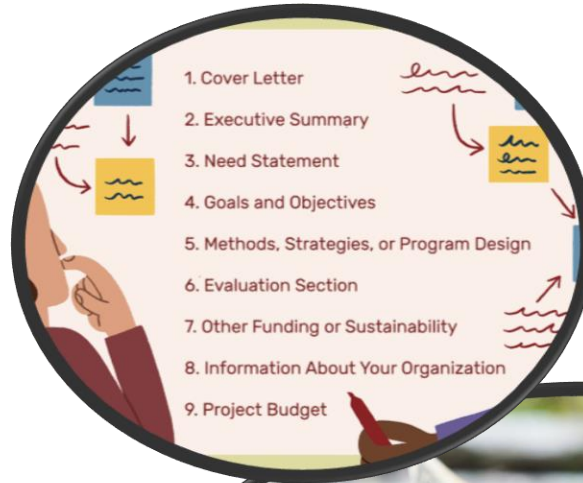 1. Cover Letter
2. Executive Summary
3. Need Statement
4. Goals and Objectives
5. Methods, Strategies, or Program Design
6. Evaluation Section
7. Other Funding or Sustainability
8. Information About Your Organization
9. Project Budget